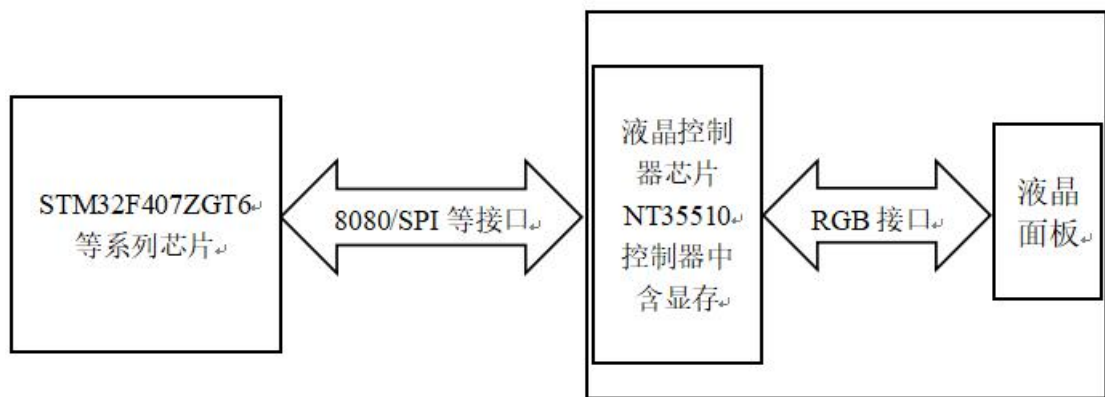 STM32F407ZGT6
等系列芯片
8080/SPI 等接口
液晶控制
器芯片
NT35510
控制器中
含显存
RGB 接口
液晶
面板